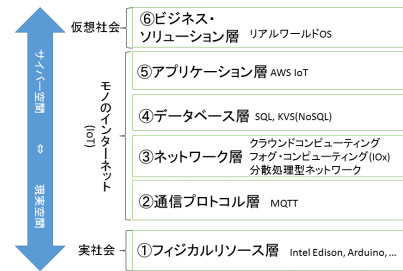 仮想社会
⑥ビジネス・
ソリューション層 リアルワールドOS
サイバー空間 ⇔ 現実空間
モノのインターネット
(IoT)
⑤アプリケーション層 AWS IoT
④データベース層 SQL, KVS(NoSQL)
③ネットワーク層
クラウドコンピューティング
フォグ・コンピューティング(IOx)
分散処理型ネットワーク
②通信プロトコル層 MQTT
実社会
①フィジカルリソース層 Intel Edison, Arduino, ...